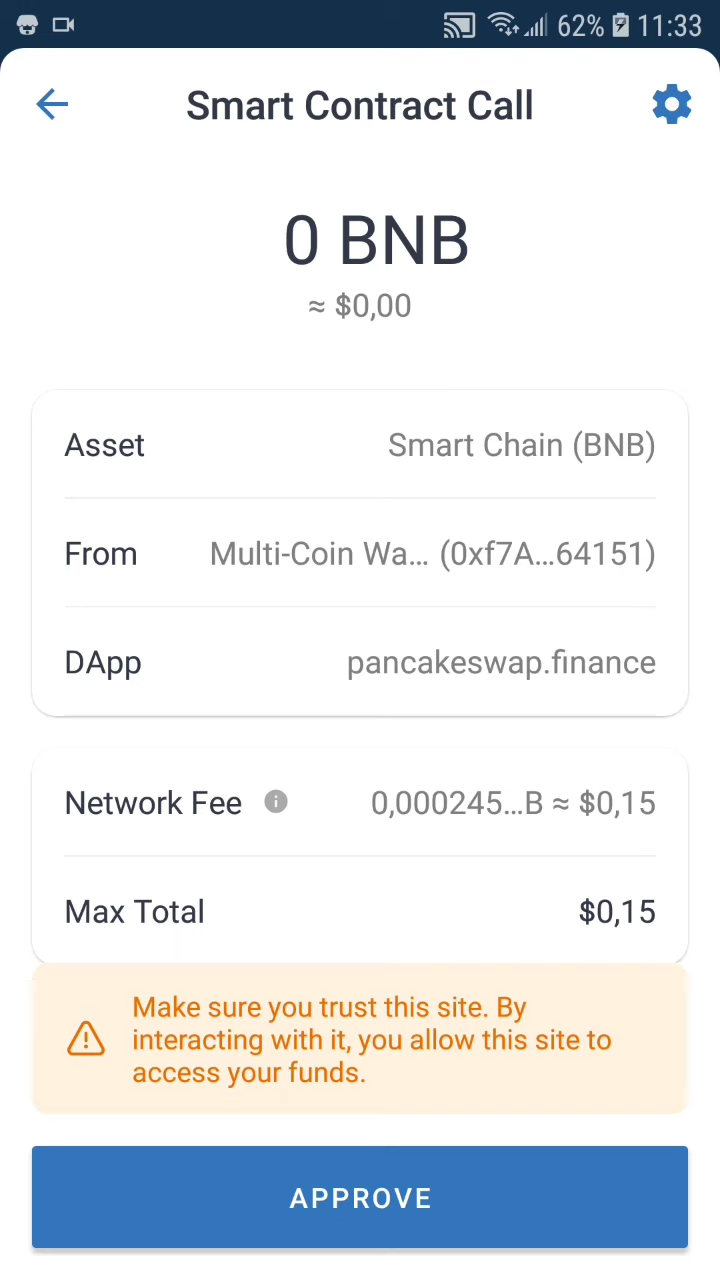 62% 11:33
Smart Contract Call
0 BNB
≈ $0,00
Asset Smart Chain (BNB)
From Multi-Coin Wa... (0xf7A...64151)
DApp pancakeswap.finance
Network Fee 0,000245...B ≈ $0,15
Max Total $0,15
Make sure you trust this site. By
interacting with it, you allow this site to
access your funds.
APPROVE